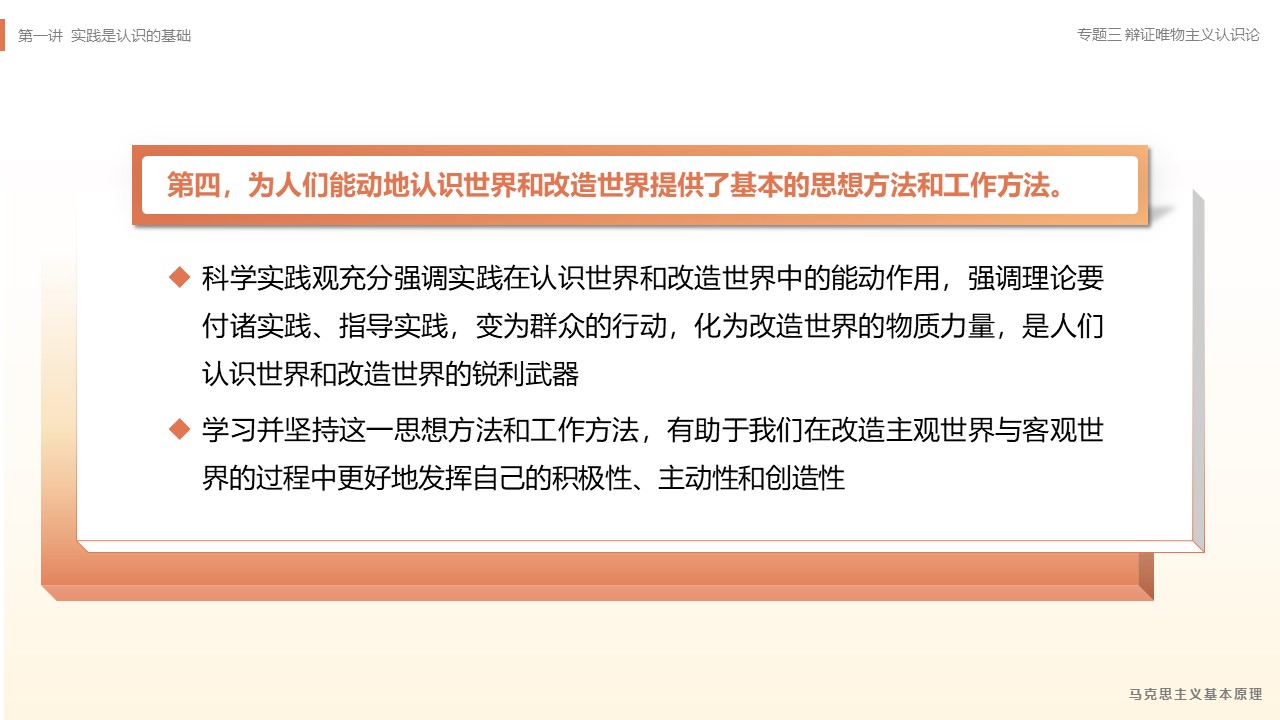 第一讲 实践是认识的基础
专题三 辩证唯物主义认识论
第四，为人们能动地认识世界和改造世界提供了基本的思想方法和工作方法。
科学实践观充分强调实践在认识世界和改造世界中的能动作用，强调理论要
付诸实践、指导实践，变为群众的行动，化为改造世界的物质力量，是人们
认识世界和改造世界的锐利武器
学习并坚持这一思想方法和工作方法，有助于我们在改造主观世界与客观世
界的过程中更好地发挥自己的积极性、主动性和创造性
马克思主义基本原理